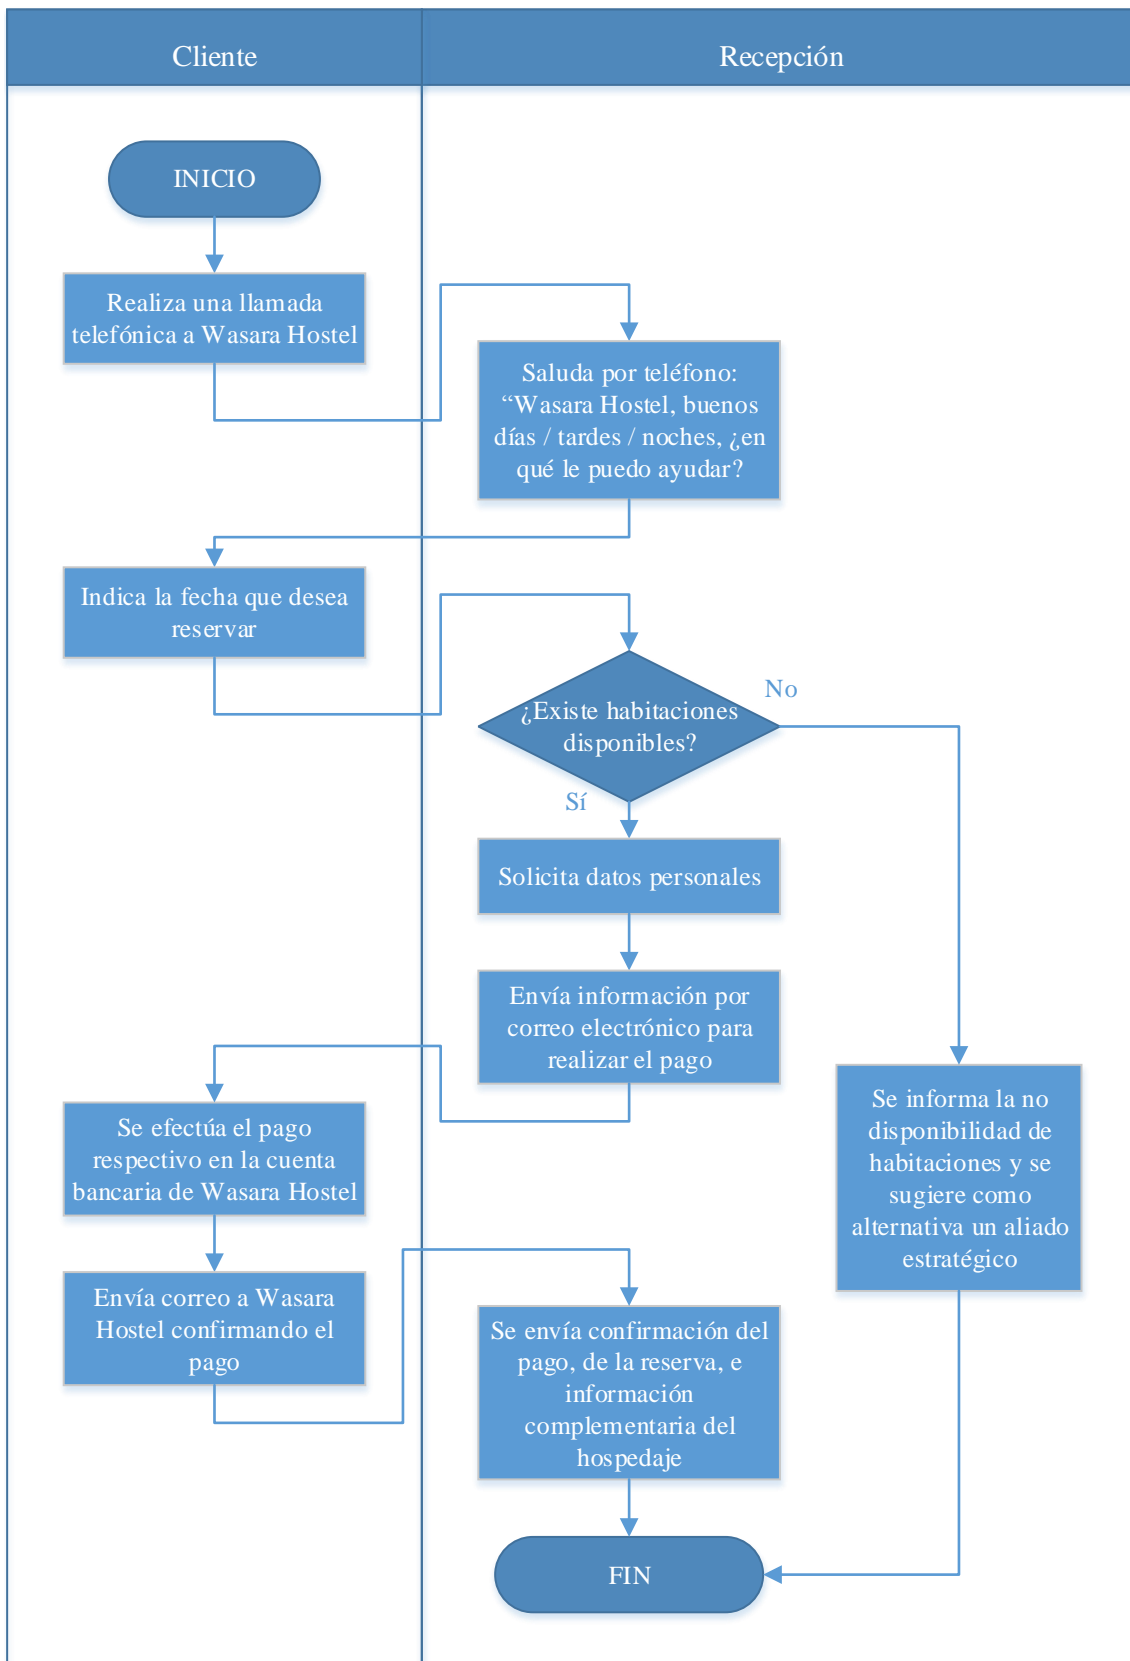 Cliente
Recepción
INICIO
Realiza una llamada
telefónica a Wasara Hostel
Saluda por teléfono:
“Wasara Hostel, buenos
días / tardes / noches, ¿en
qué le puedo ayudar?
Indica la fecha que desea
reservar
¿Existe habitaciones
disponibles?
No
Sí
Solicita datos personales
Envía información por
correo electrónico para
realizar el pago
Se efectúa el pago
respectivo en la cuenta
bancaria de Wasara Hostel
Se informa la no
disponibilidad de
habitaciones y se
sugiere como
alternativa un aliado
estratégico
Envía correo a Wasara
Hostel confirmando el
pago
Se envía confirmación del
pago, de la reserva, e
información
complementaria del
hospedaje
FIN